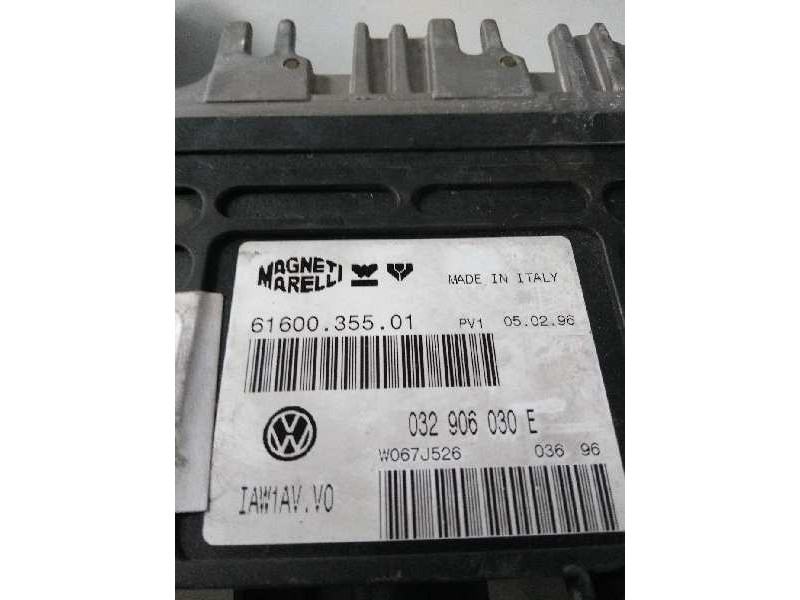 MAGNETI
MARELLI
MADE IN ITALY
61600.355.01 PV1 05.02.96
032 906 030 E
W067J526 036 96
IAW1AV.V0